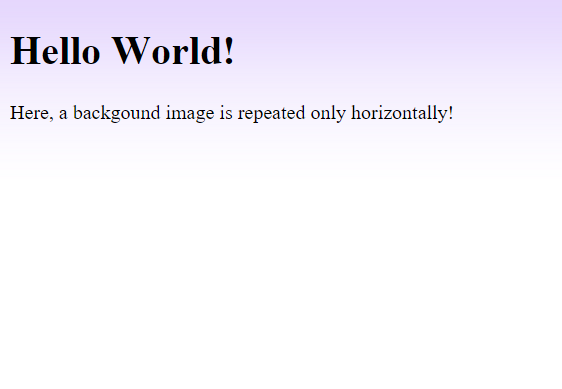 Hello World!
Here, a backgound image is repeated only horizontally!